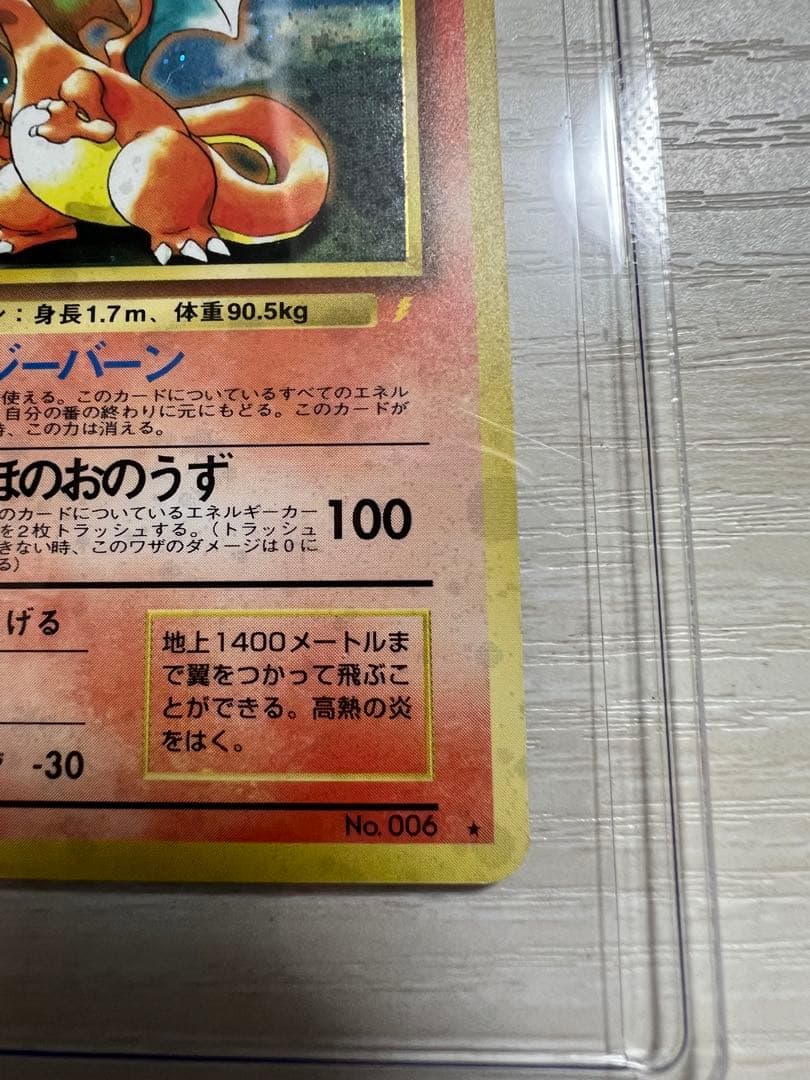 ン：身長1.7m、体重90.5kg
ジーバーン
使える。このカードについているすべてのエネル
自分の番の終わりに元にもどる。このカードが
時、この力は消える。
ほのおのうず
のカードについているエネルギーカー
を2枚トラッシュする。（トラッシュ
きない時、このワザのダメージは0に
る）
100
げる
地上1400メートルま
で翼をつかって飛ぶこ
とができる。高熱の炎
をはく。
-30
No. 006 ★